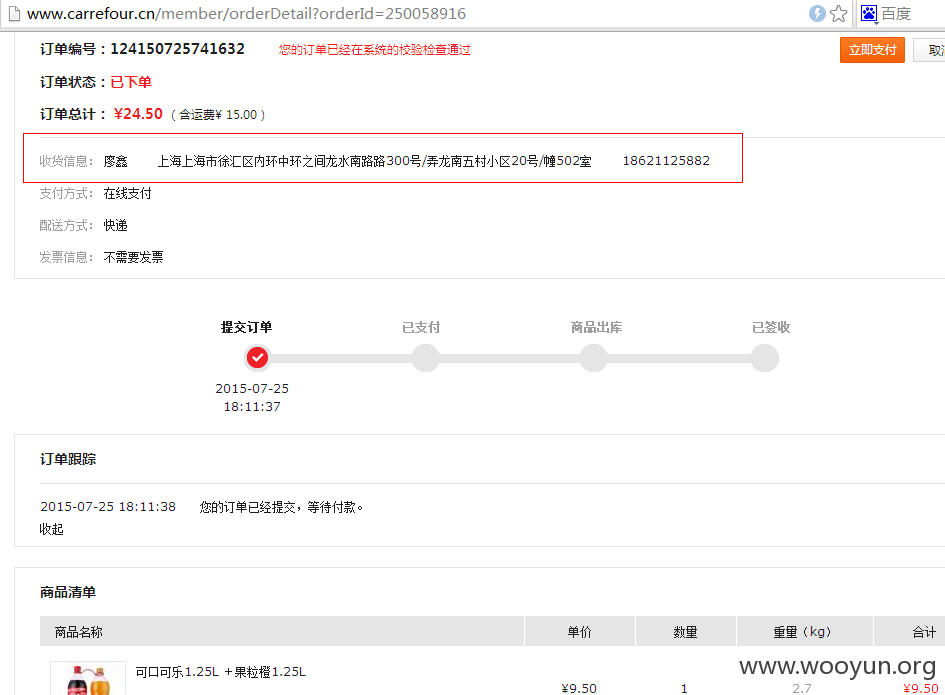 www.carrefour.cn/member/orderDetail?orderId=250058916 百度
订单编号：124150725741632 您的订单已经在系统的校验检查通过 立即支付
订单状态：已下单
订单总计：¥24.50 （ 含运费¥ 15.00 ）
收货信息： 廖鑫 上海上海市徐汇区内环中环之间龙水南路路300号/弄龙南五村小区20号/幢502室 18621125882
支付方式： 在线支付
配送方式： 快递
发票信息： 不需要发票
提交订单 已支付 商品出库 已签收
2015-07-25
18:11:37
订单跟踪
2015-07-25 18:11:38 您的订单已经提交，等待付款。
收起
商品清单
商品名称 单价 数量 重量（kg） 合计
可口可乐1.25L ＋果粒橙1.25L
www.wooyun.org
¥9.50 1 2.7 ¥9.50